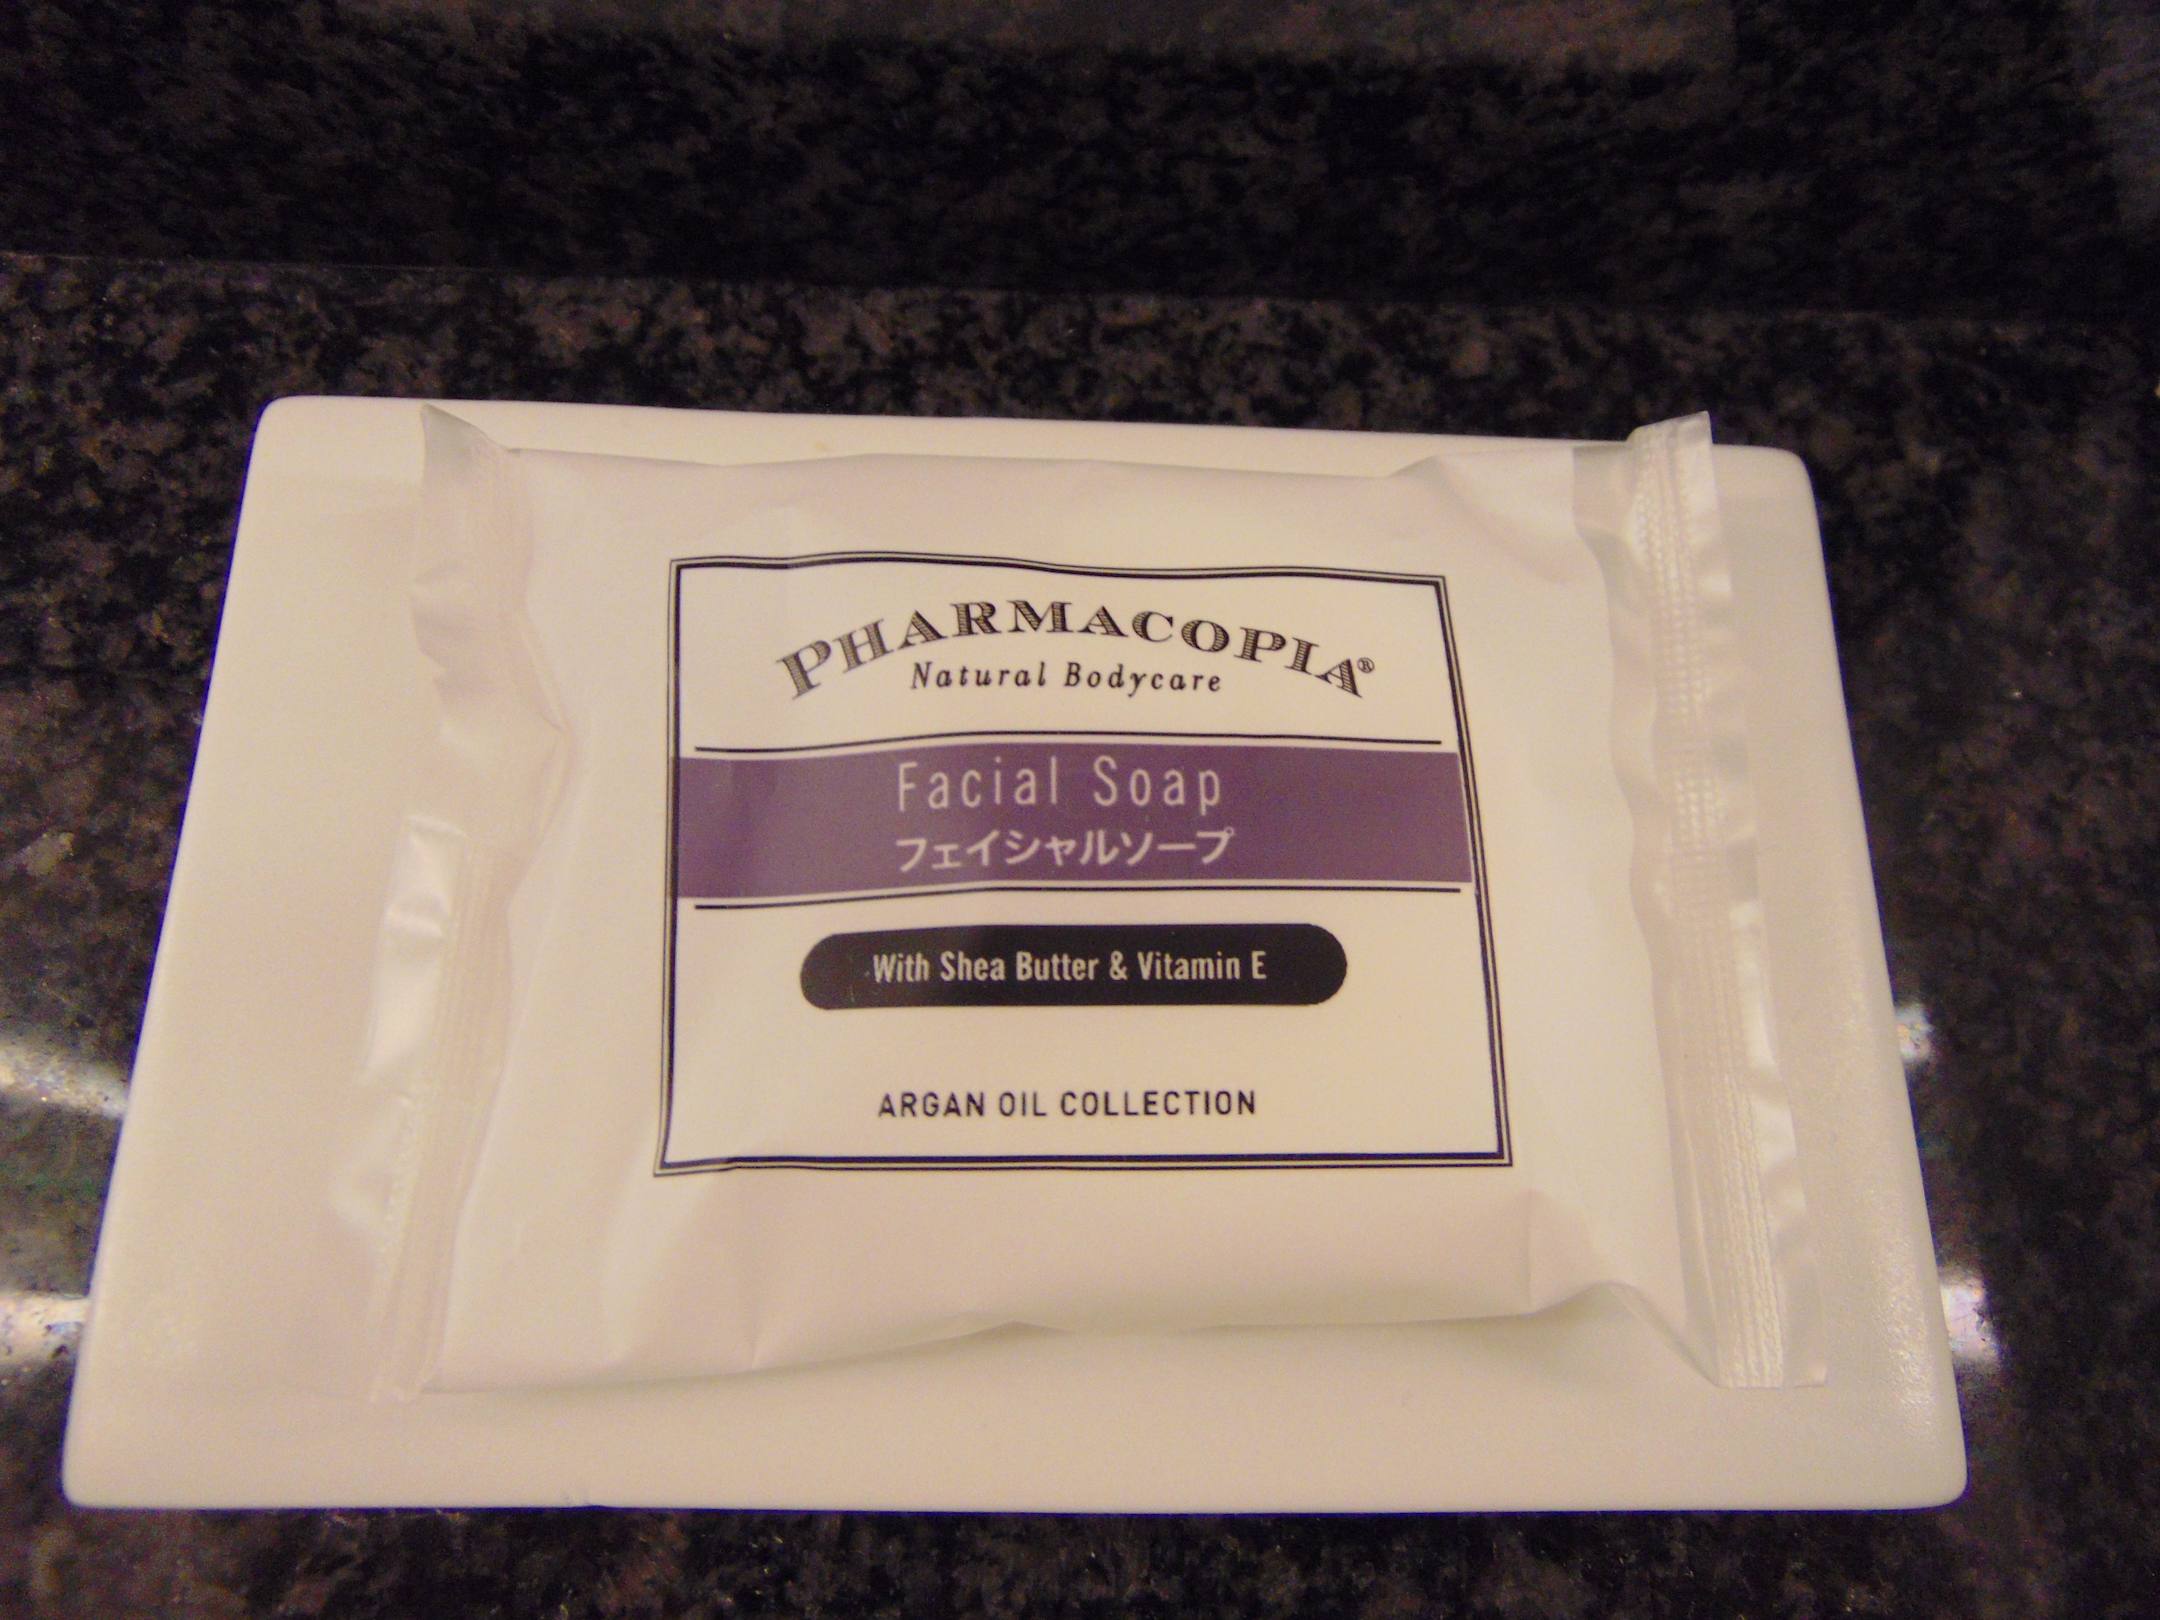 PHARMACOPIA®
Natural Bodycare
Facial Soap
フェイシャルソープ
With Shea Butter & Vitamin E
ARGAN OIL COLLECTION